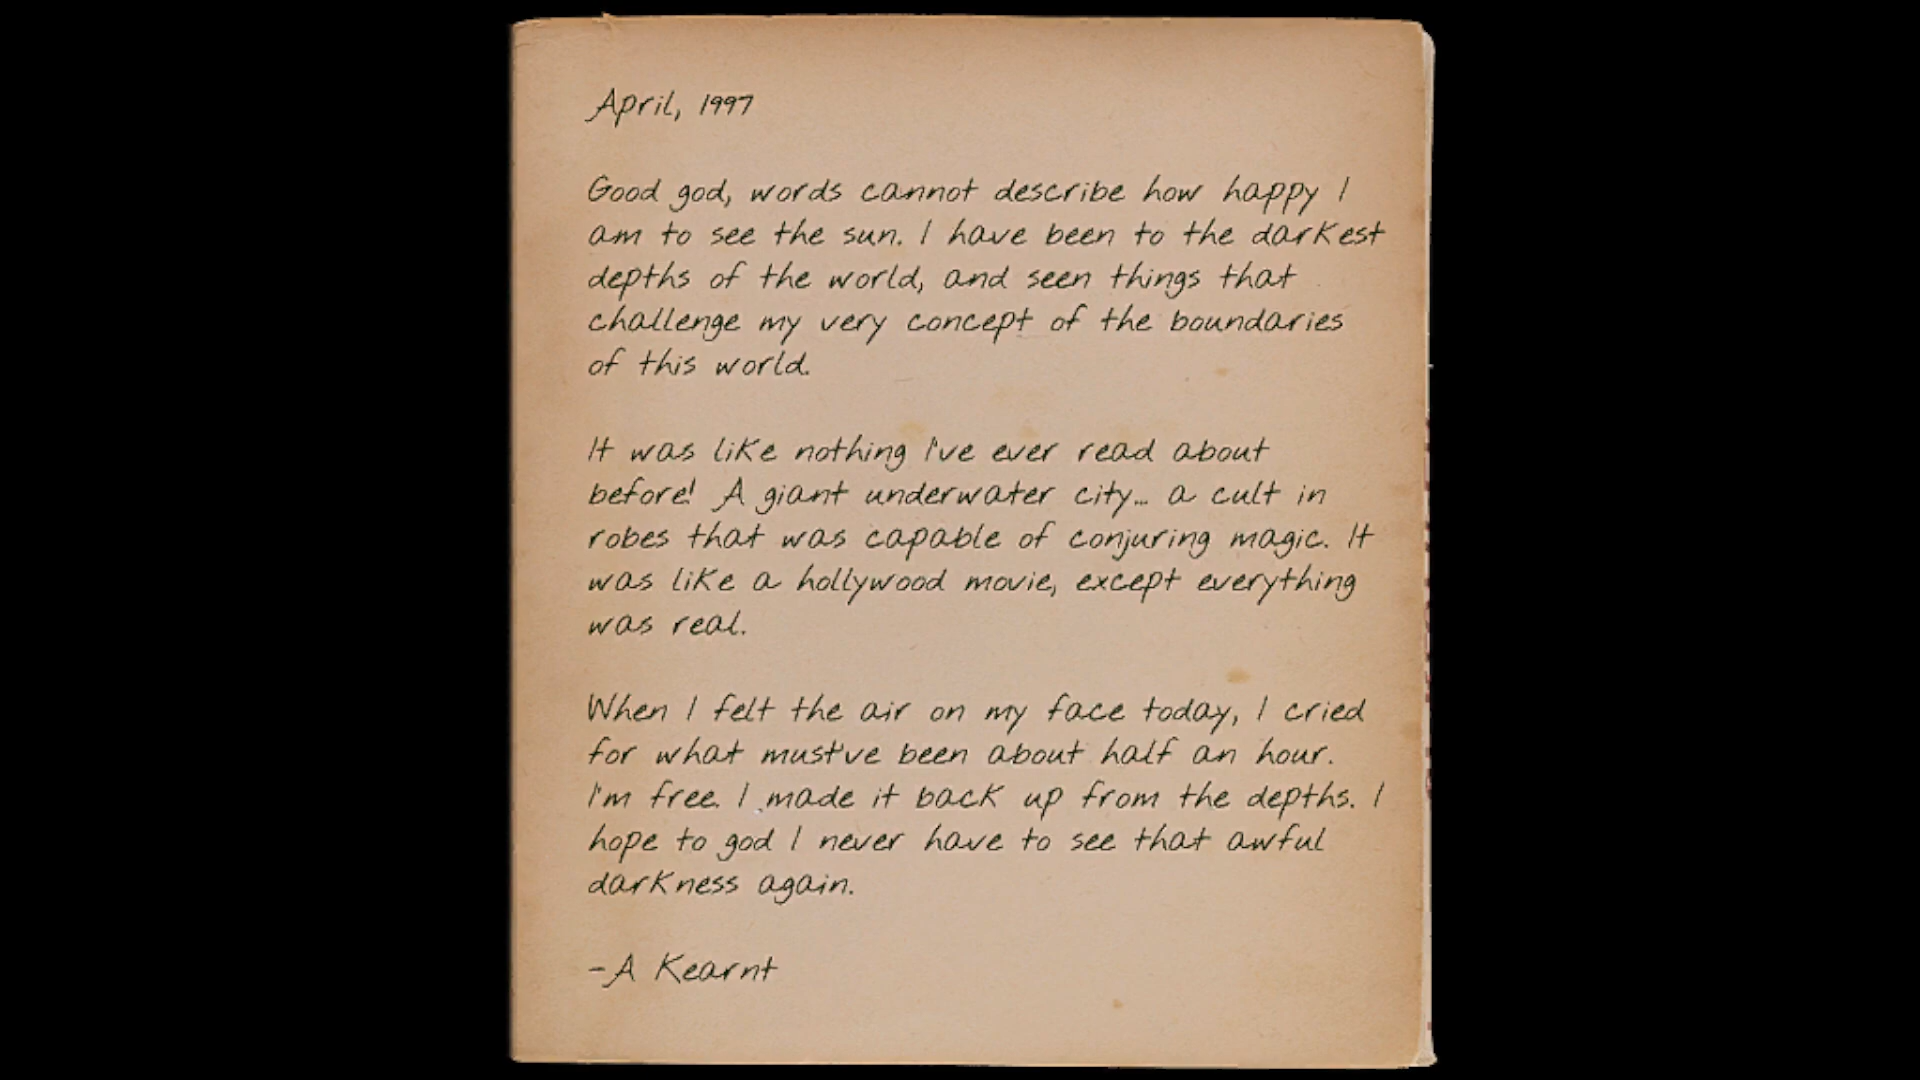 April, 1997
Good god, words cannot describe how happy I
am to see the sun. I have been to the darkest
depths of the world, and seen things that
challenge my very concept of the boundaries
of this world.
It was like nothing I've ever read about
before! A giant underwater city... a cult in
robes that was capable of conjuring magic. It
was like a hollywood movie, except everything
was real.
When I felt the air on my face today, I cried
for what must've been about half an hour.
I'm free. I made it back up from the depths. I
hope to god I never have to see that awful
darkness again.
-A Kearnt